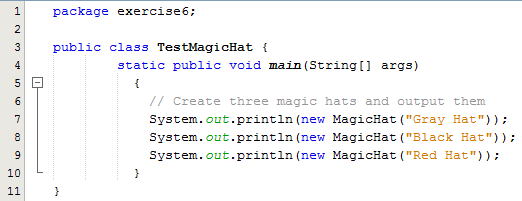 1 package exercise6;
2
3 public class TestMagicHat {
4 static public void main(String[] args)
5 {
6 // Create three magic hats and output them
7 System.out.println(new MagicHat("Gray Hat"));
8 System.out.println(new MagicHat("Black Hat"));
9 System.out.println(new MagicHat("Red Hat"));
10 }
11 }